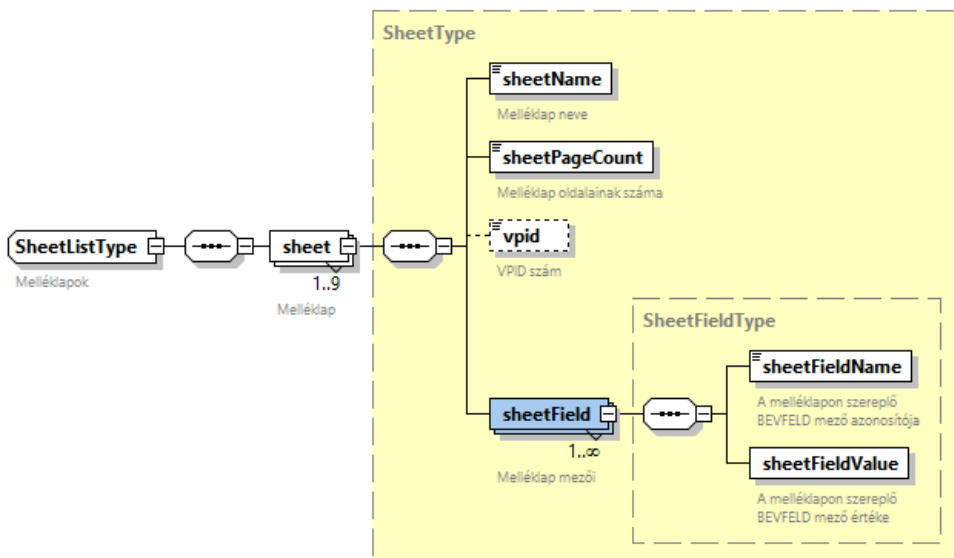 SheetType
sheetName
Melléklap neve
sheetPageCount
Melléklap oldalainak száma
vpid
VPID szám
SheetListType
Melléklapok
sheet
1..9
Melléklap
SheetFieldType
sheetFieldName
A melléklapon szereplő
BEVFELD mező azonosítója
sheetField
1..∞
Melléklap mezői
sheetFieldValue
A melléklapon szereplő
BEVFELD mező értéke